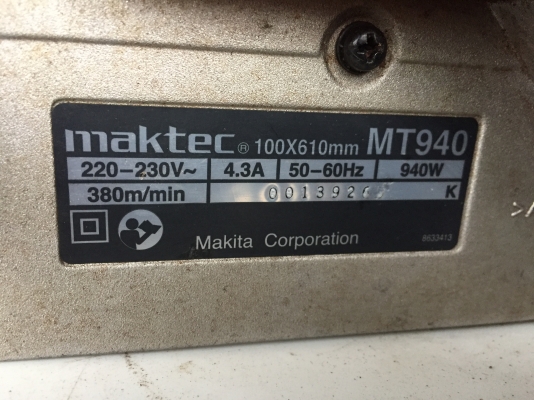 maktec® 100X610mm MT940
220-230V~ 4.3A 50-60Hz 940W
380m/min 0013926 K
Makita Corporation